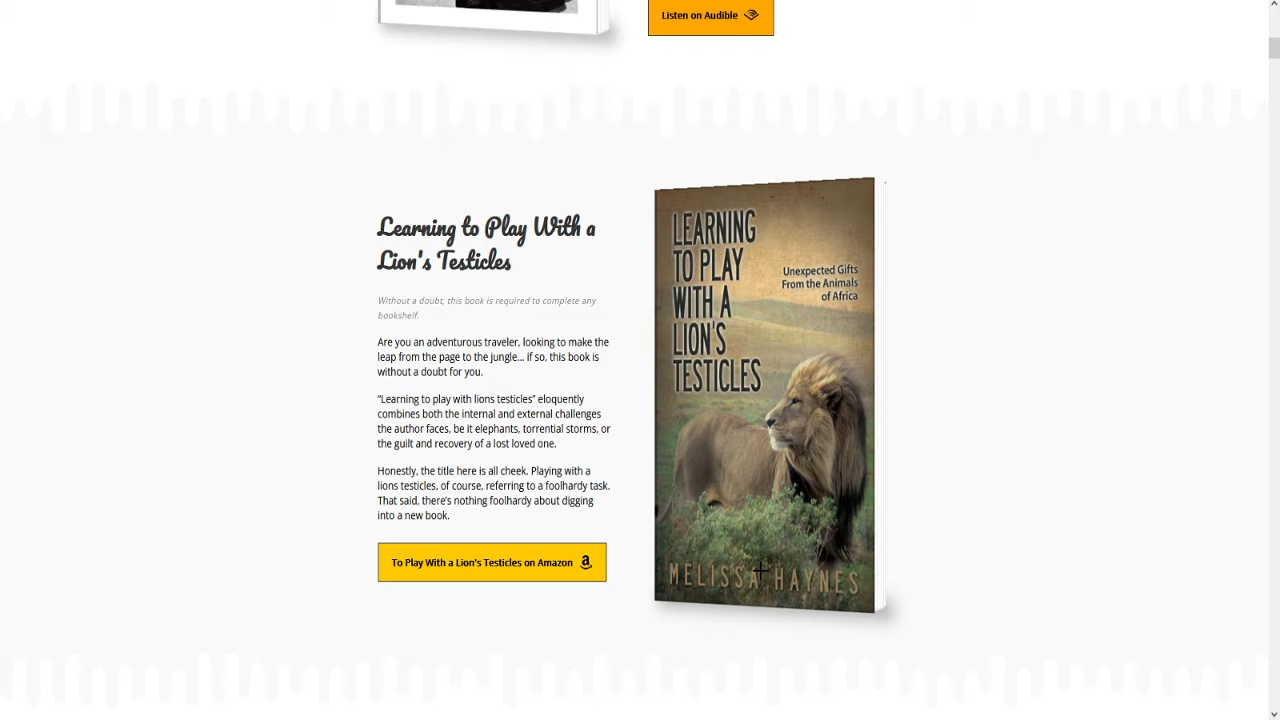 Listen on Audible
Learning to Play With a
Lion's Testicles
Without a doubt, this book is required to complete any
bookshelf.
Are you an adventurous traveler, looking to make the
leap from the page to the jungle... if so, this book is
without a doubt for you.
“Learning to play with lions testicles” eloquently
combines both the internal and external challenges
the author faces, be it elephants, torrential storms, or
the guilt and recovery of a lost loved one.
Honestly, the title here is all cheek. Playing with a
lions testicles, of course, referring to a foolhardy task.
That said, there’s nothing foolhardy about digging
into a new book.
To Play With a Lion's Testicles on Amazon
LEARNING
TO PLAY
WITH A
LION'S
TESTICLES
Unexpected Gifts
From the Animals
of Africa
MELISSA HAYNES